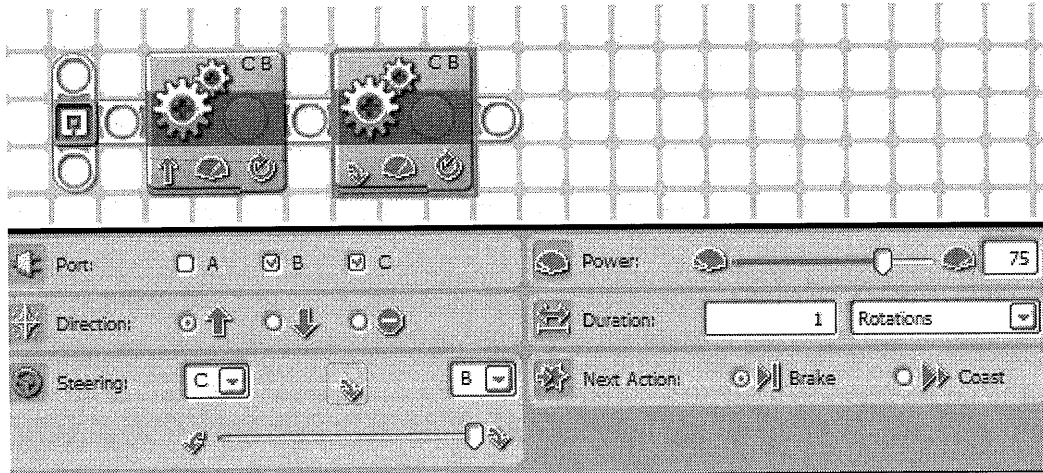 C B
C B
Port: A B C
Power: 75
Direction:
Duration: 1 Rotations
Steering: C B
Next Action: Brake Coast